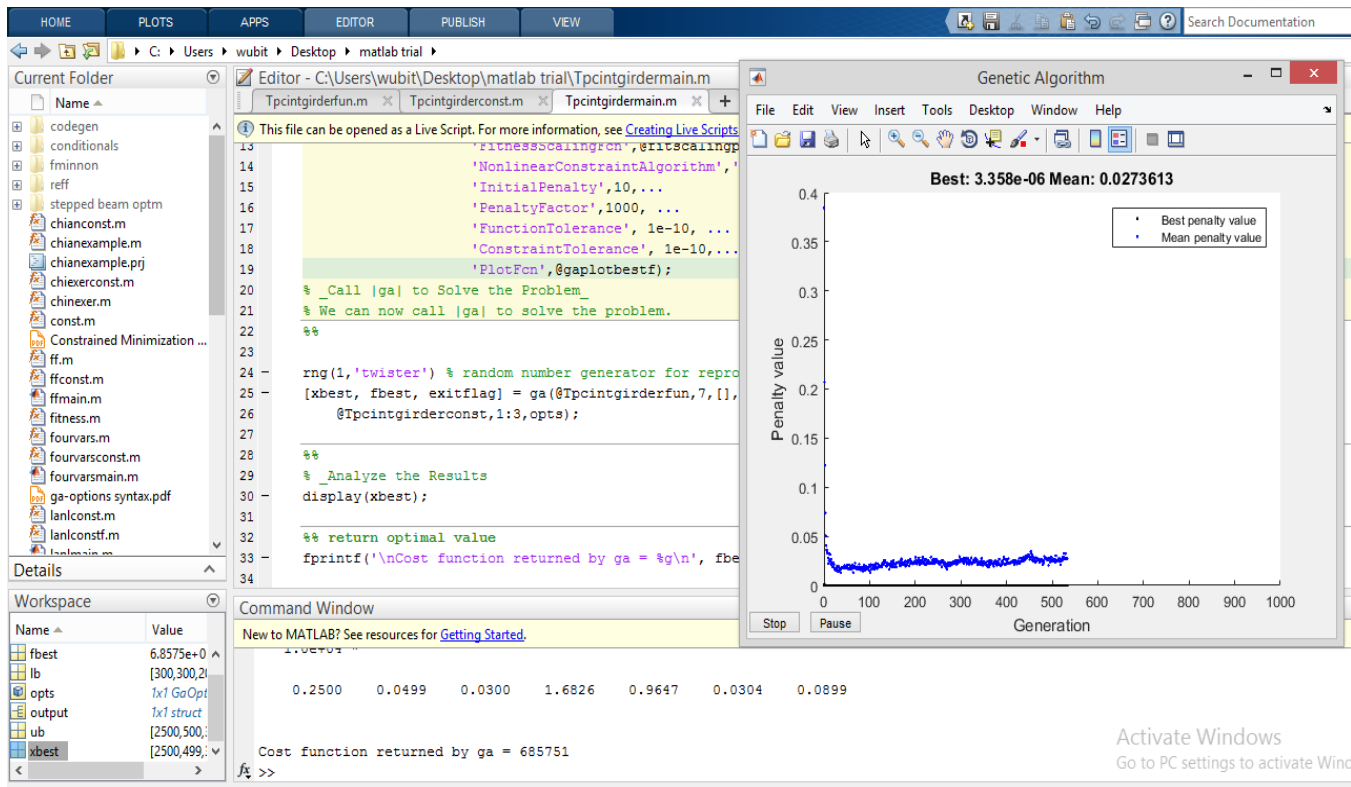 HOME PLOTS APPS EDITOR PUBLISH VIEW Search Documentation
C: Users wubit Desktop matlab trial
Current Folder
Name
codegen
conditionals
fminnon
reff
stepped beam optm
chianconst.m
chianexample.m
chianexample.prj
chiexerconst.m
chinexer.m
const.m
Constrained Minimization ...
ff.m
ffconst.m
ffmain.m
fitness.m
fourvars.m
fourvarsconst.m
fourvarsmain.m
ga-options syntax.pdf
lanlconst.m
lanlconstf.m
lanlmain.m
Details
Workspace
Name Value
fbest 6.8575e+0
lb [300,300,20
opts 1x1 GaOpt
output 1x1 struct
ub [2500,500,
xbest [2500,499,
Editor - C:\Users\wubit\Desktop\matlab trial\Tpcintgirdermain.m
Tpcintgirderfun.m Tpcintgirderconst.m Tpcintgirdermain.m +
This file can be opened as a Live Script. For more information, see Creating Live Scripts
13 'FitnessScalingFcn',@fitscalingp
14 'NonlinearConstraintAlgorithm','
15 'InitialPenalty',10,...
16 'PenaltyFactor',1000, ...
17 'FunctionTolerance', 1e-10, ...
18 'ConstraintTolerance', 1e-10,...
19 'PlotFcn',@gaplotbestf);
20 % _Call |ga| to Solve the Problem_
21 % We can now call |ga| to solve the problem.
22 %%
23
24 rng(1,'twister') % random number generator for repro
25 [xbest, fbest, exitflag] = ga(@Tpcintgirderfun,7,[],
26 @Tpcintgirderconst,1:3,opts);
27
28 %%
29 % _Analyze the Results
30 display(xbest);
31
32 %% return optimal value
33 fprintf('\nCost function returned by ga = %g\n', fbe
34
Command Window
New to MATLAB? See resources for Getting Started.
1.0e+04 *
0.2500 0.0499 0.0300 1.6826 0.9647 0.0304 0.0899
Cost function returned by ga = 685751
fx >>
Genetic Algorithm
File Edit View Insert Tools Desktop Window Help
Best: 3.358e-06 Mean: 0.0273613
Best penalty value
Mean penalty value
Penalty value
0.4
0.35
0.3
0.25
0.2
0.15
0.1
0.05
0
0 100 200 300 400 500 600 700 800 900 1000
Generation
Stop Pause
Activate Windows
Go to PC settings to activate Wind